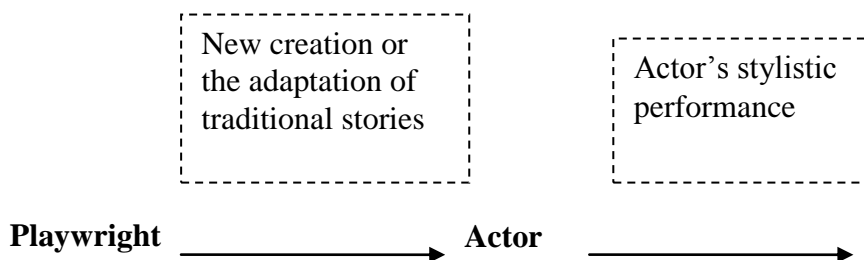 New creation or
the adaptation of
traditional stories
Actor's stylistic
performance
Playwright
Actor